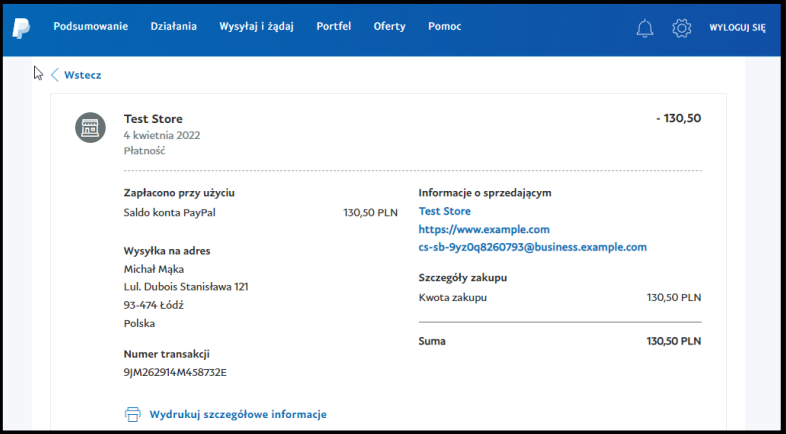 Podsumowanie Działania Wysyłaj i żądaj Portfel Oferty Pomoc WYLOGUJ SIĘ
Wstecz
Test Store - 130,50
4 kwietnia 2022
Płatność
Zapłacono przy użyciu
Saldo konta PayPal 130,50 PLN
Wysyłka na adres
Michał Mąka
Lul. Dubois Stanisława 121
93-474 Łódź
Polska
Numer transakcji
9JM262914M458732E
Wydrukuj szczegółowe informacje
Informacje o sprzedającym
Test Store
https://www.example.com
cs-sb-9yz0q8260793@business.example.com
Szczegóły zakupu
Kwota zakupu 130,50 PLN
Suma 130,50 PLN